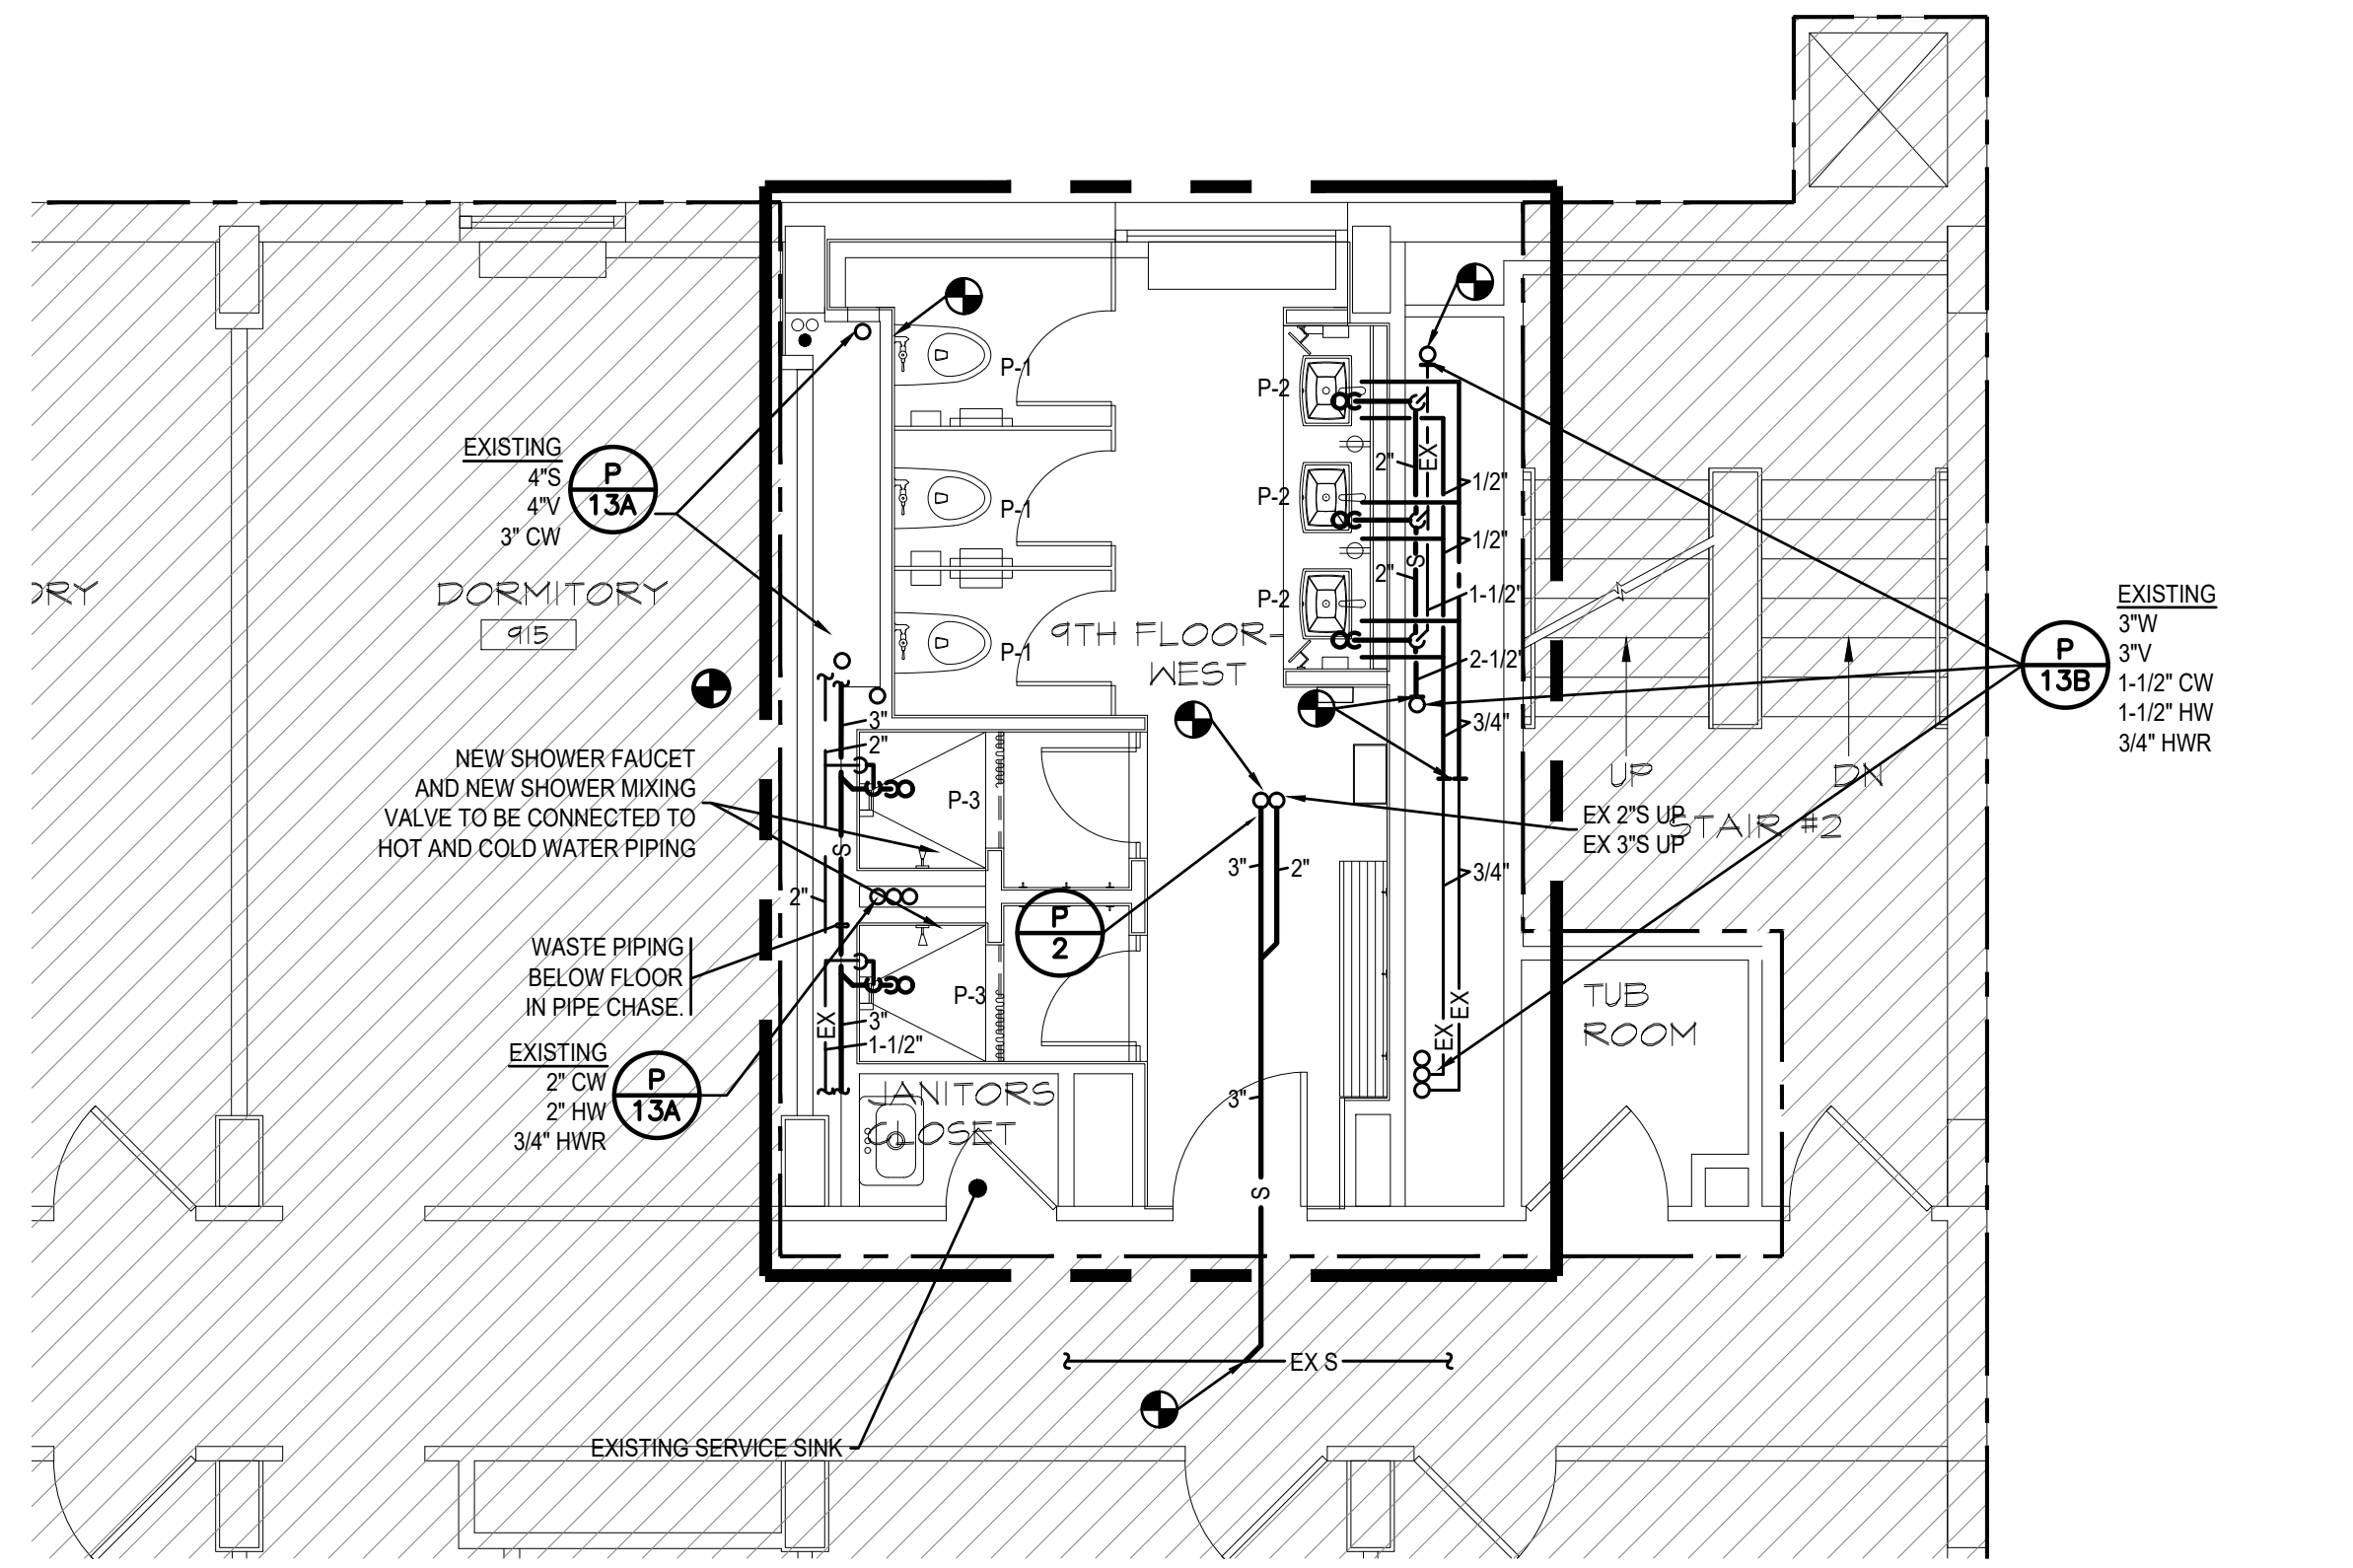 EXISTING
4"S
4"V
3" CW
P
13A
DORMITORY
915
NEW SHOWER FAUCET
AND NEW SHOWER MIXING
VALVE TO BE CONNECTED TO
HOT AND COLD WATER PIPING
WASTE PIPING
BELOW FLOOR
IN PIPE CHASE.
EXISTING
2" CW
2" HW
3/4" HWR
P
13A
P-1
P-1
P-1
P-2
P-2
P-2
9TH FLOOR-
WEST
2"
EX
1/2"
1/2"
S
2"
1-1/2"
2-1/2"
3/4"
3/4"
EX
EX
3"
2"
S
2"
EX
3"
1-1/2"
P-3
P-3
P
2
3"
2"
3"
S
JANITORS
CLOSET
EX S
EXISTING SERVICE SINK
UP
DN
EX 2"S UP
EX 3"S UP
STAIR #2
TUB
ROOM
P
13B
EXISTING
3"W
3"V
1-1/2" CW
1-1/2" HW
3/4" HWR